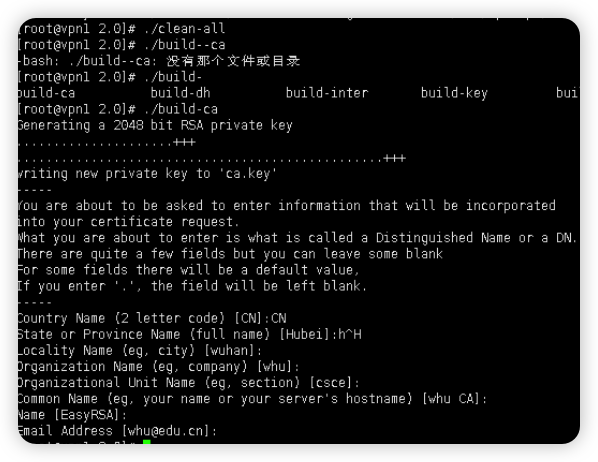 [root@vpn1 2.0]# ./clean-all
[root@vpn1 2.0]# ./build--ca
-bash: ./build--ca: 没有那个文件或目录
[root@vpn1 2.0]# ./build-
build-ca build-dh build-inter build-key bui
[root@vpn1 2.0]# ./build-ca
Generating a 2048 bit RSA private key
......................+++
....................................................+++
writing new private key to 'ca.key'
-----
You are about to be asked to enter information that will be incorporated
into your certificate request.
What you are about to enter is what is called a Distinguished Name or a DN.
There are quite a few fields but you can leave some blank
For some fields there will be a default value,
If you enter '.', the field will be left blank.
-----
Country Name (2 letter code) [CN]:CN
State or Province Name (full name) [Hubei]:h^H
Locality Name (eg, city) [wuhan]:
Organization Name (eg, company) [whu]:
Organizational Unit Name (eg, section) [csce]:
Common Name (eg, your name or your server's hostname) [whu CA]:
Name [EasyRSA]:
Email Address [whu@edu.cn]: